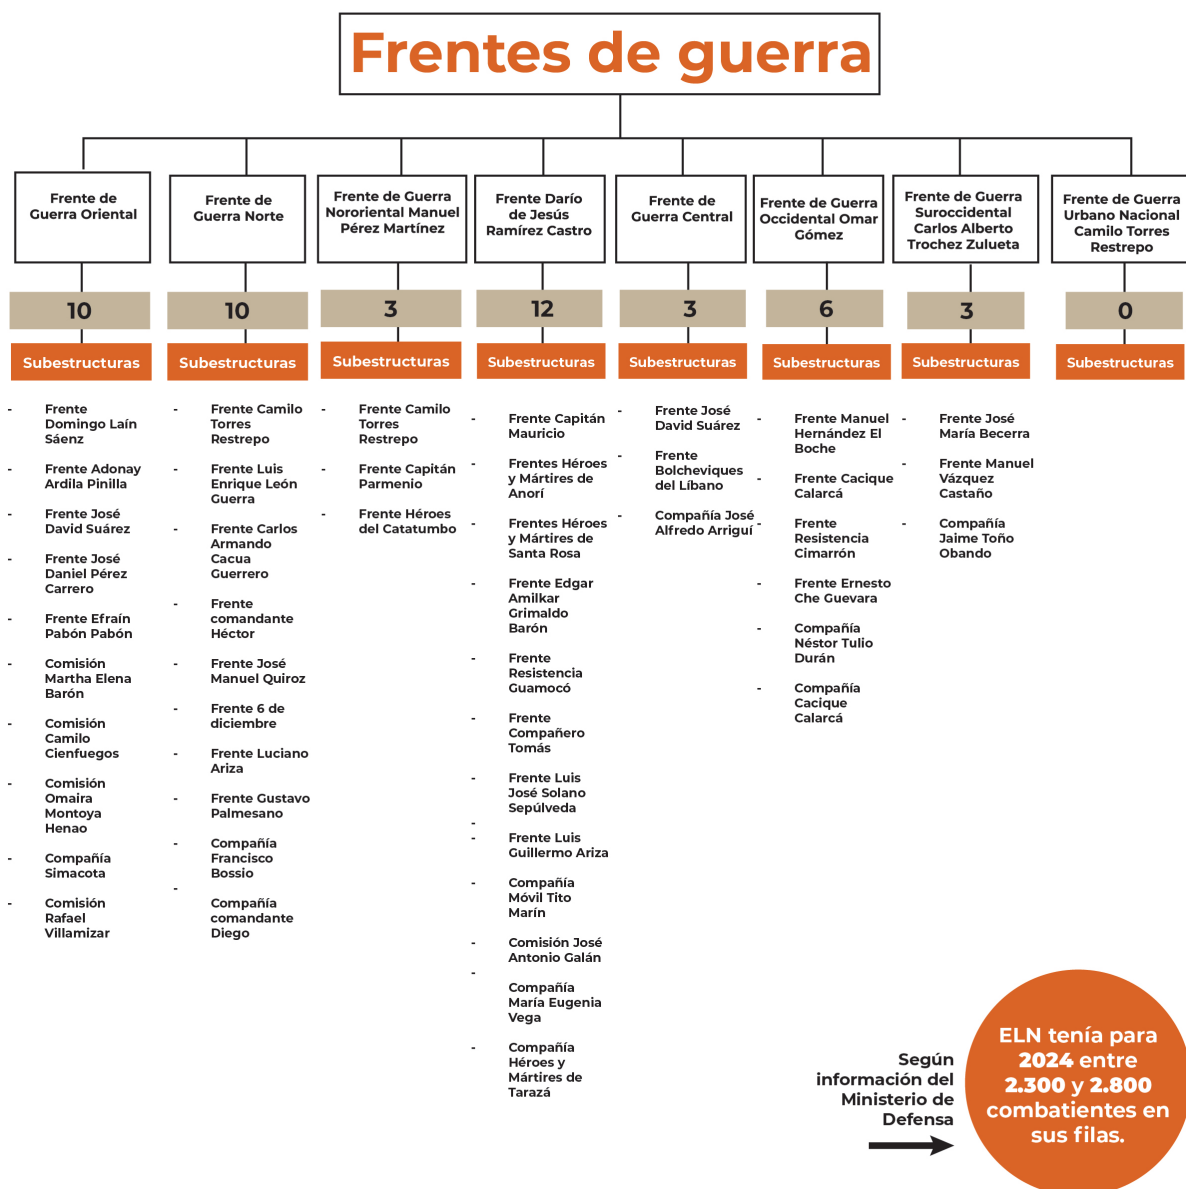 Frentes de guerra
Frente de
Guerra Oriental
10
Subestructuras
- Frente
Domingo Laín
Sáenz
- Frente Adonay
Ardila Pinilla
- Frente José
David Suárez
- Frente José
Daniel Pérez
Carrero
- Frente Efraín
Pabón Pabón
- Comisión
Martha Elena
Barón
- Comisión
Camilo
Cienfuegos
- Comisión
Omaira
Montoya
Henao
- Compañía
Simacota
- Comisión
Rafael
Villamizar
Frente de
Guerra Norte
10
Subestructuras
- Frente Camilo
Torres
Restrepo
- Frente Luis
Enrique León
Guerra
- Frente Carlos
Armando
Cacua
Guerrero
- Frente
comandante
Héctor
- Frente José
Manuel Quiroz
- Frente 6 de
diciembre
- Frente Luciano
Ariza
- Frente Gustavo
Palmesano
- Compañía
Francisco
Bossio
-
Compañía
comandante
Diego
Frente de Guerra
Nororiental Manuel
Pérez Martínez
3
Subestructuras
- Frente Camilo
Torres
Restrepo
- Frente Capitán
Parmenio
- Frente Héroes
del Catatumbo
Frente Darío
de Jesús
Ramírez Castro
12
Subestructuras
- Frente Capitán
Mauricio
- Frentes Héroes
y Mártires de
Anorí
- Frentes Héroes
y Mártires de
Santa Rosa
- Frente Edgar
Amilkar
Grimaldo
Barón
- Frente
Resistencia
Guamocó
- Frente
Compañero
Tomás
- Frente Luis
José Solano
Sepúlveda
-
- Frente Luis
Guillermo Ariza
- Compañía
Móvil Tito
Marín
- Comisión José
Antonio Galán
-
Compañía
María Eugenia
Vega
- Compañía
Héroes y
Mártires de
Tarazá
Frente de
Guerra Central
3
Subestructuras
- Frente José
David Suárez
- Frente
Bolcheviques
del Líbano
- Compañía José
Alfredo Arriguí
Frente de Guerra
Occidental Omar
Gómez
6
Subestructuras
- Frente Manuel
Hernández El
Boche
- Frente Cacique
Calarcá
- Frente
Resistencia
Cimarrón
- Frente Ernesto
Che Guevara
- Compañía
Néstor Tulio
Durán
- Compañía
Cacique
Calarcá
Frente de Guerra
Suroccidental
Carlos Alberto
Trochez Zulueta
3
Subestructuras
- Frente José
María Becerra
- Frente Manuel
Vázquez
Castaño
- Compañía
Jaime Toño
Obando
Frente de Guerra
Urbano Nacional
Camilo Torres
Restrepo
0
Subestructuras
Según
información del
Ministerio de
Defensa
ELN tenía para
2024 entre
2.300 y 2.800
combatientes en
sus filas.